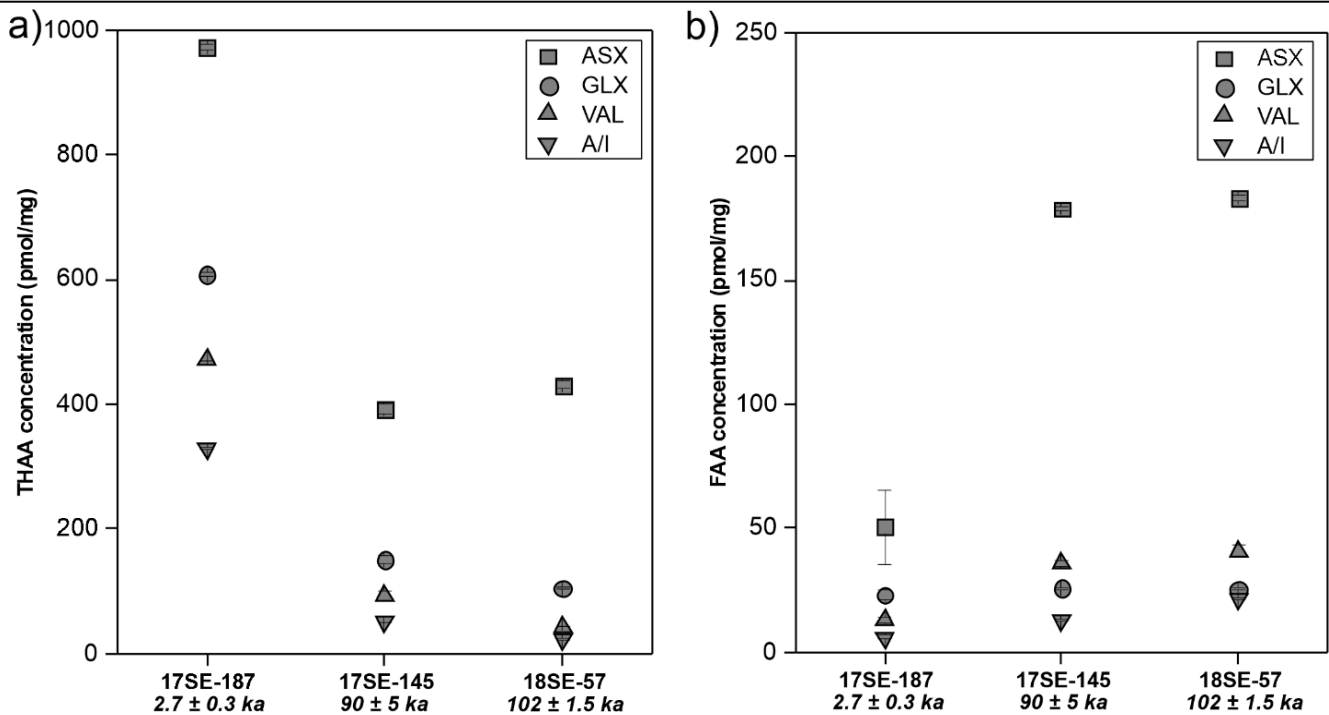 a)
THAA concentration (pmol/mg)
1000
800
600
400
200
0
ASX
GLX
VAL
A/I
17SE-187
2.7 ± 0.3 ka
17SE-145
90 ± 5 ka
18SE-57
102 ± 1.5 ka
b)
FAA concentration (pmol/mg)
250
200
150
100
50
0
ASX
GLX
VAL
A/I
17SE-187
2.7 ± 0.3 ka
17SE-145
90 ± 5 ka
18SE-57
102 ± 1.5 ka